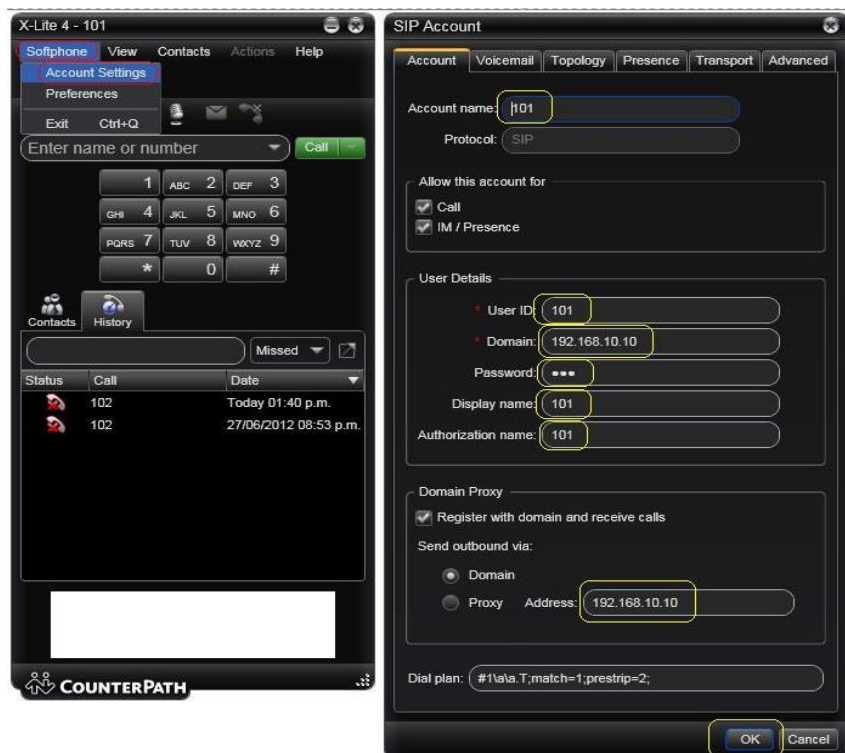 X-Lite 4 - 101
Softphone View Contacts Actions Help
Account Settings
Preferences
Exit Ctrl+Q
Enter name or number Call
1 ABC 2 DEF 3
GHI 4 JKL 5 MNO 6
PQRS 7 TUV 8 WXYZ 9
* 0 #
Contacts History
Missed
Status Call Date
102 Today 01:40 p.m.
102 27/06/2012 08:53 p.m.
COUNTERPATH
SIP Account
Account Voicemail Topology Presence Transport Advanced
Account name: 101
Protocol: SIP
Allow this account for
Call
IM / Presence
User Details
* User ID: 101
* Domain: 192.168.10.10
Password: •••
Display name: 101
Authorization name: 101
Domain Proxy
Register with domain and receive calls
Send outbound via:
Domain
Proxy Address: 192.168.10.10
Dial plan: #1\a\a.T;match=1;prestrip=2;
OK Cancel